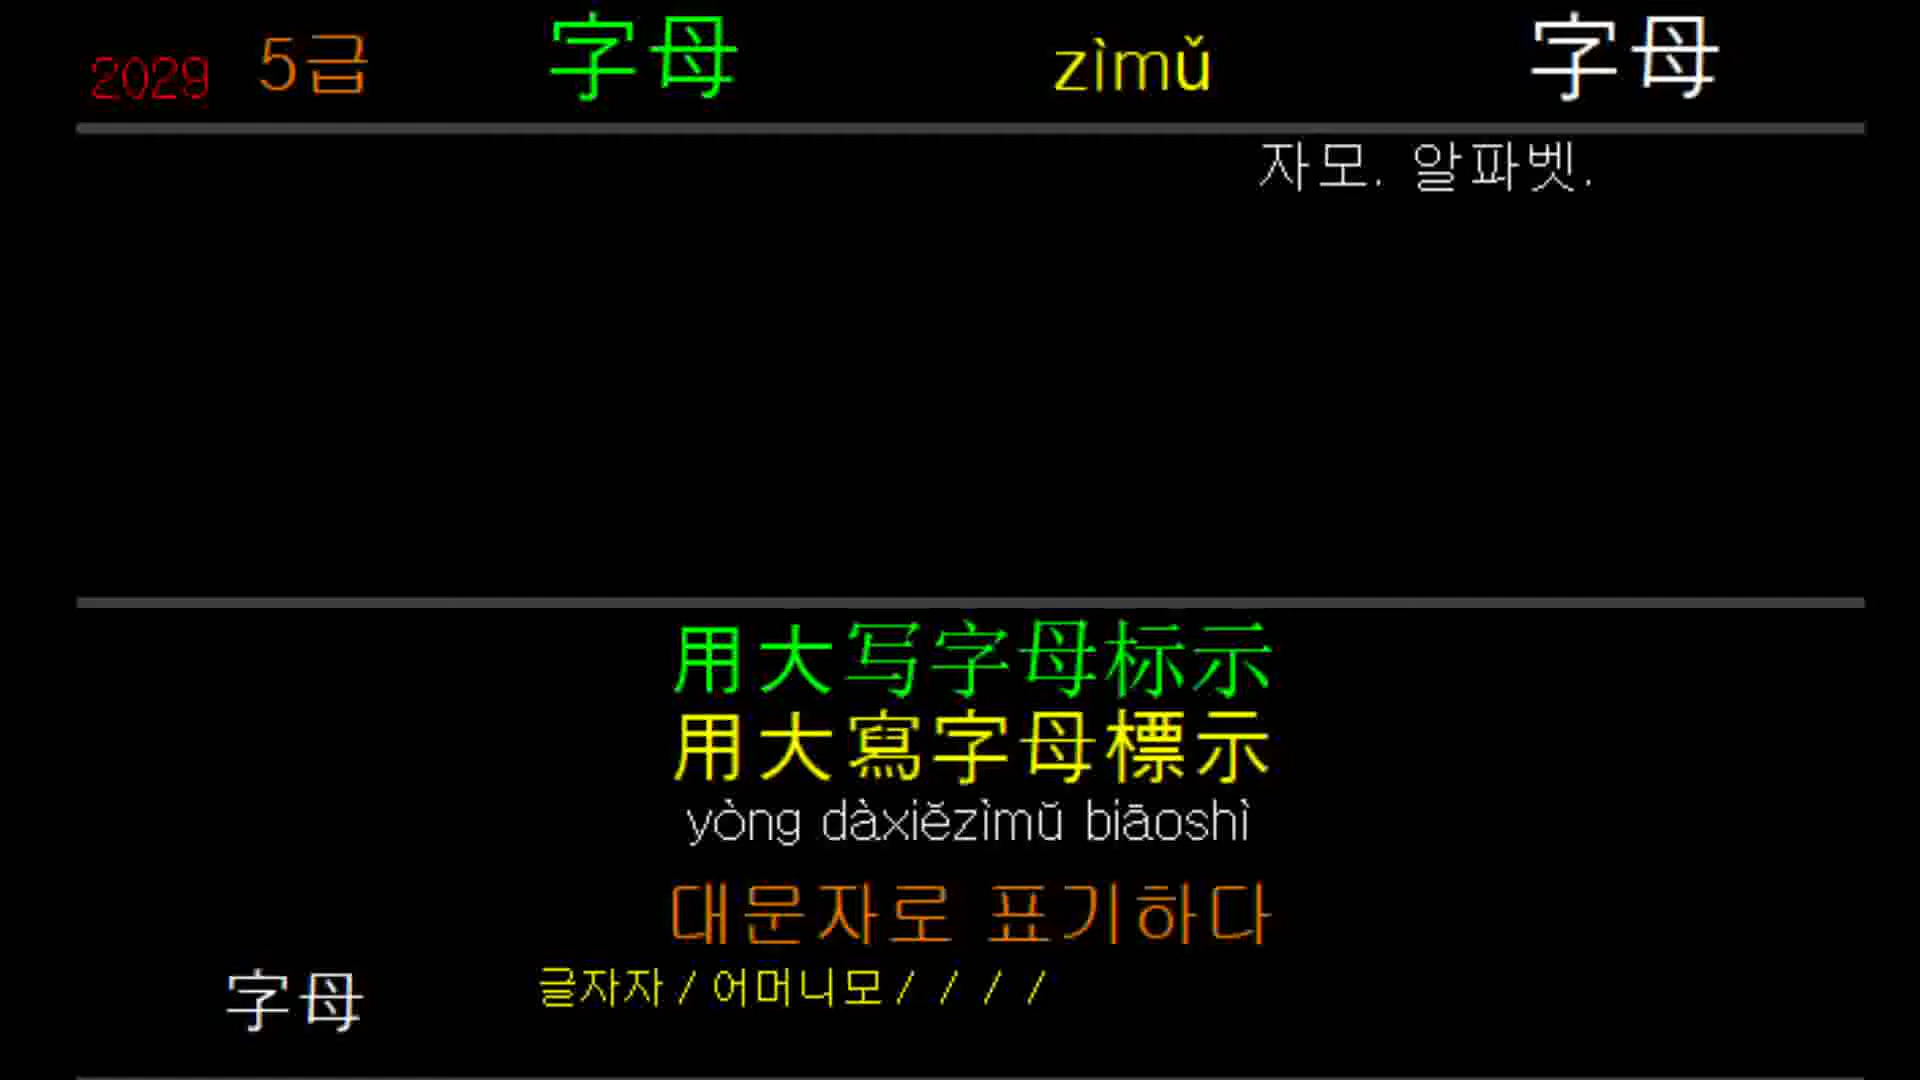 2029 5급 字母 zìmǔ 字母
자모. 알파벳.
用大写字母标示
用大寫字母標示
yòng dàxiězìmŭ biāoshì
대문자로 표기하다
字母 글자자 / 어머니모 / / / /